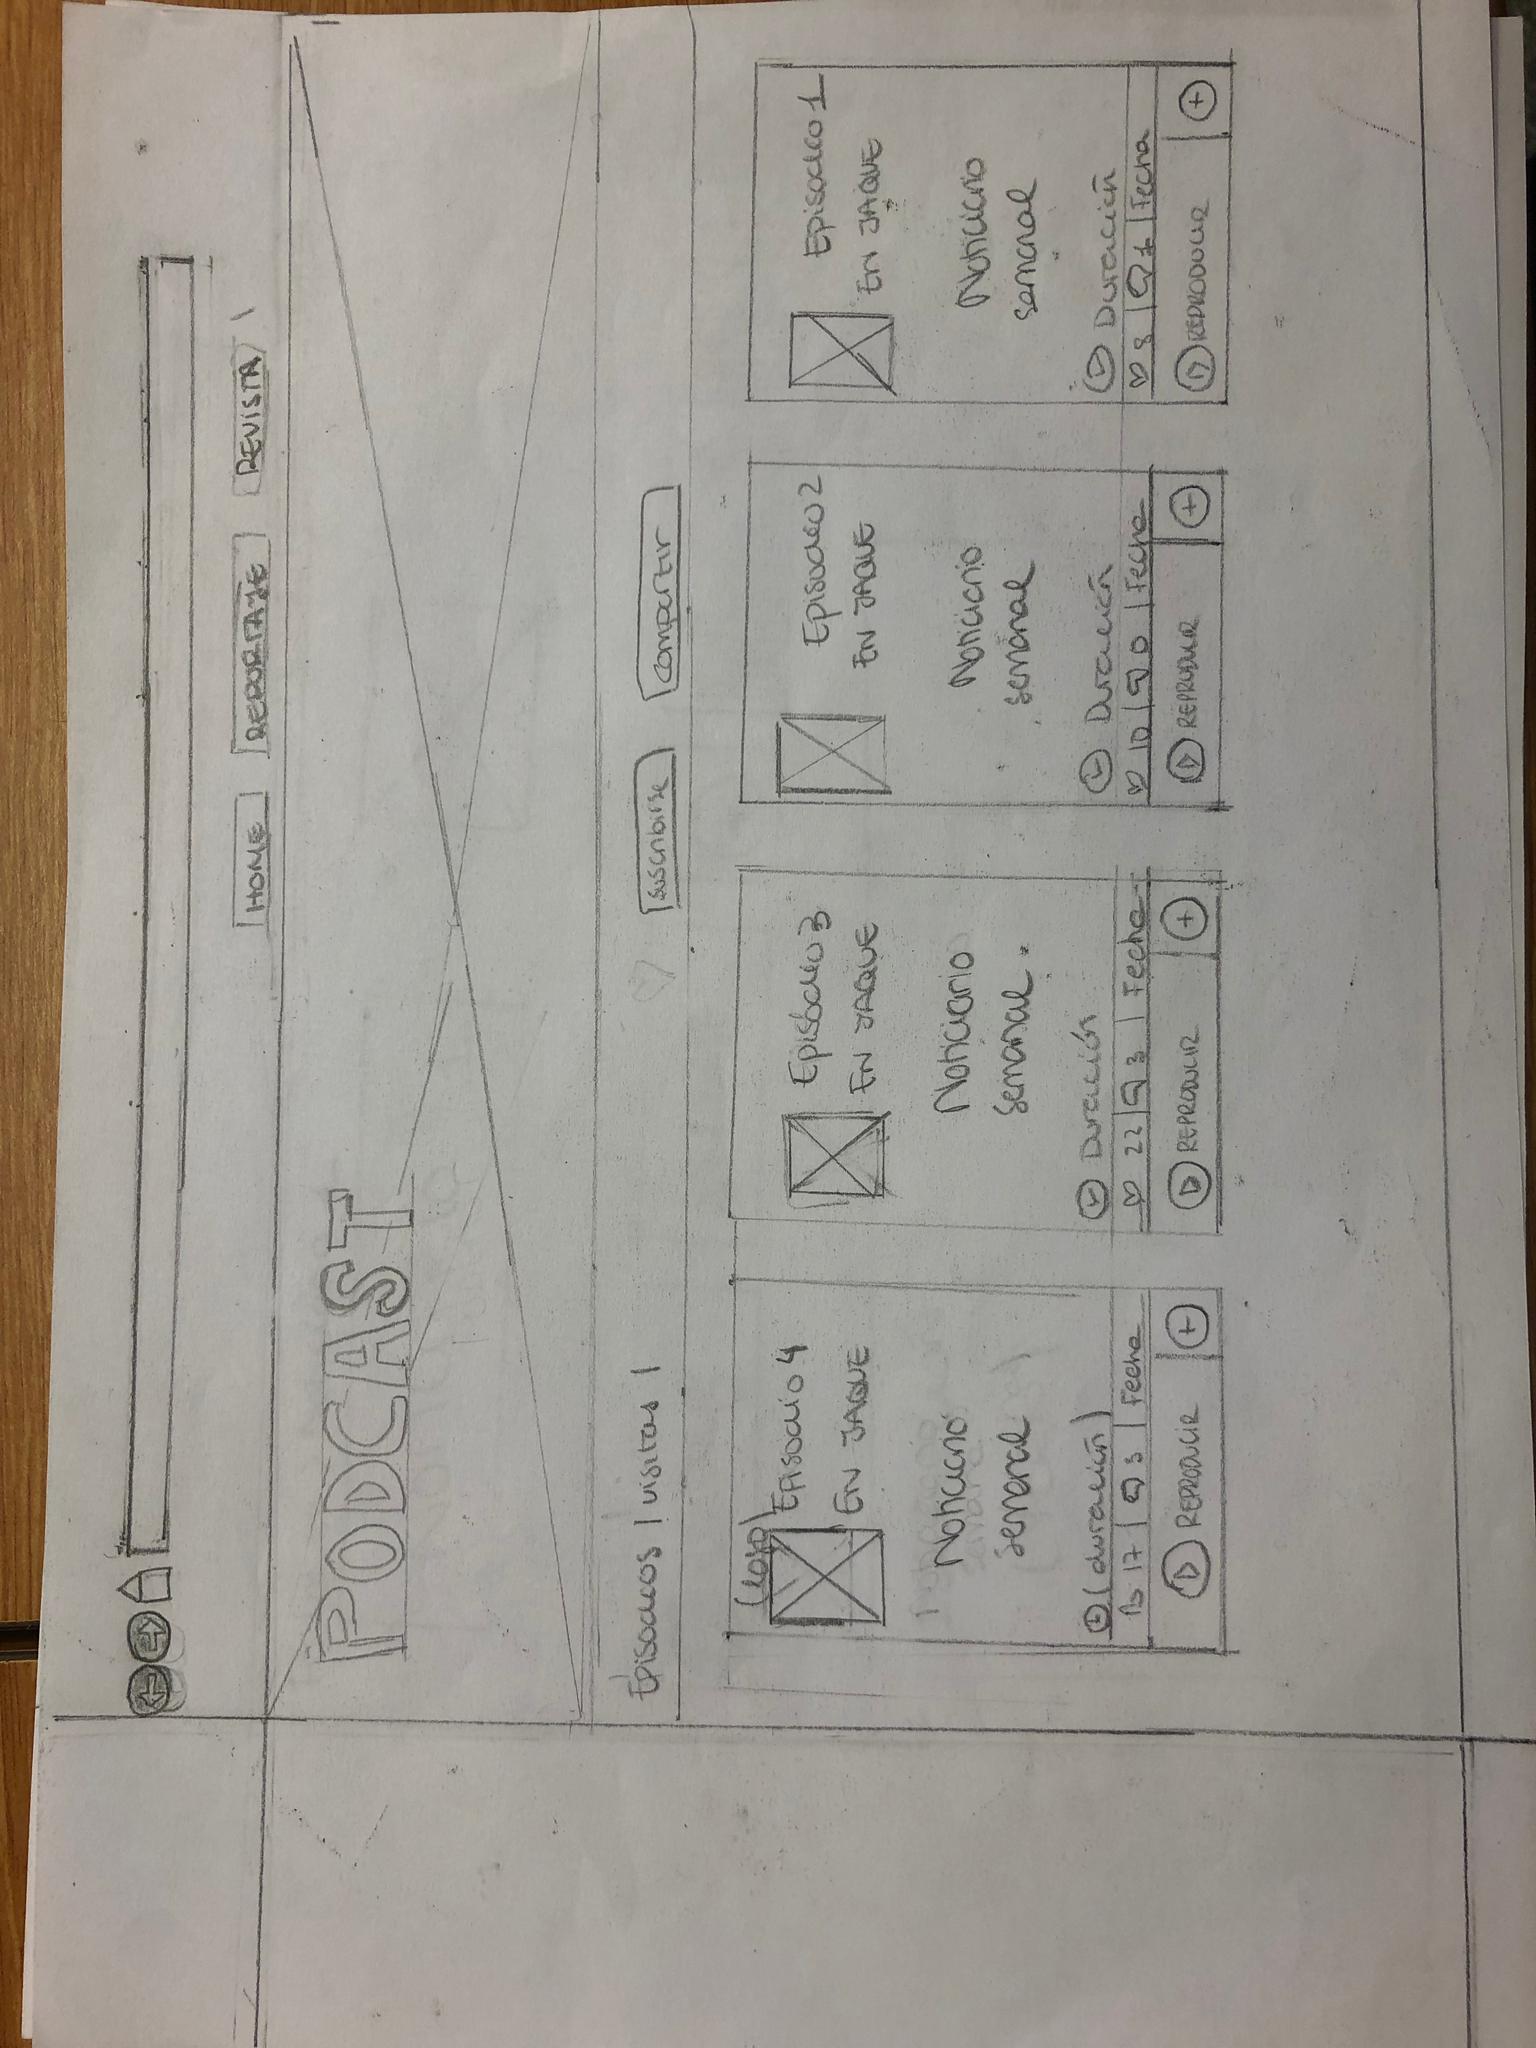 HOME REPORTAJE REVISTA
PODCAST
Episodios | visitas |
suscribirse
compartir
(logo)
Episodio 4
EN JAQUE
Noticiario
semanal
(duración)
17 | 3 | Fecha
REPRODUCIR +
Episodio 3
EN JAQUE
Noticiario
semanal.
Duración
22 | 3 | Fecha
REPRODUCIR +
Episodio 2
EN JAQUE
Noticiario
semanal
Duración
10 | 0 | Fecha
REPRODUCIR +
Episodio 1
EN JAQUE
Noticiario
semanal
Duración
8 | 1 | Fecha
REPRODUCIR +